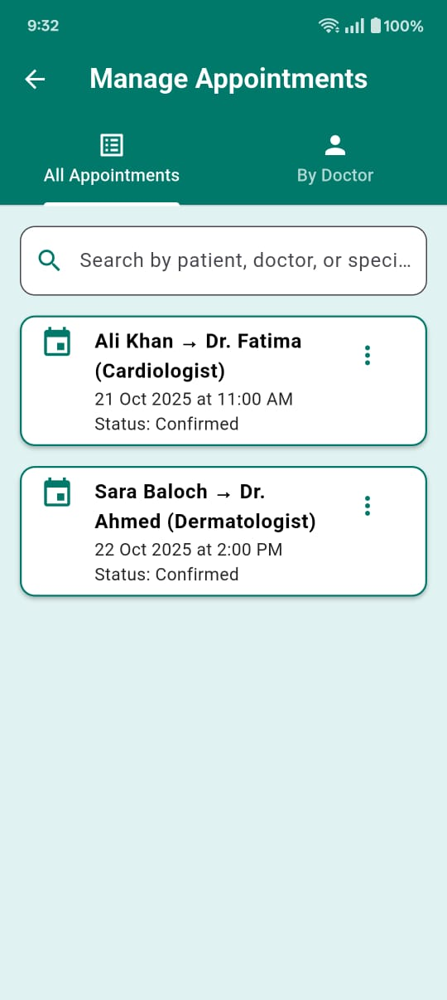 9:32
100%
Manage Appointments
All Appointments
By Doctor
Search by patient, doctor, or speci...
Ali Khan → Dr. Fatima
(Cardiologist)
21 Oct 2025 at 11:00 AM
Status: Confirmed
Sara Baloch → Dr.
Ahmed (Dermatologist)
22 Oct 2025 at 2:00 PM
Status: Confirmed